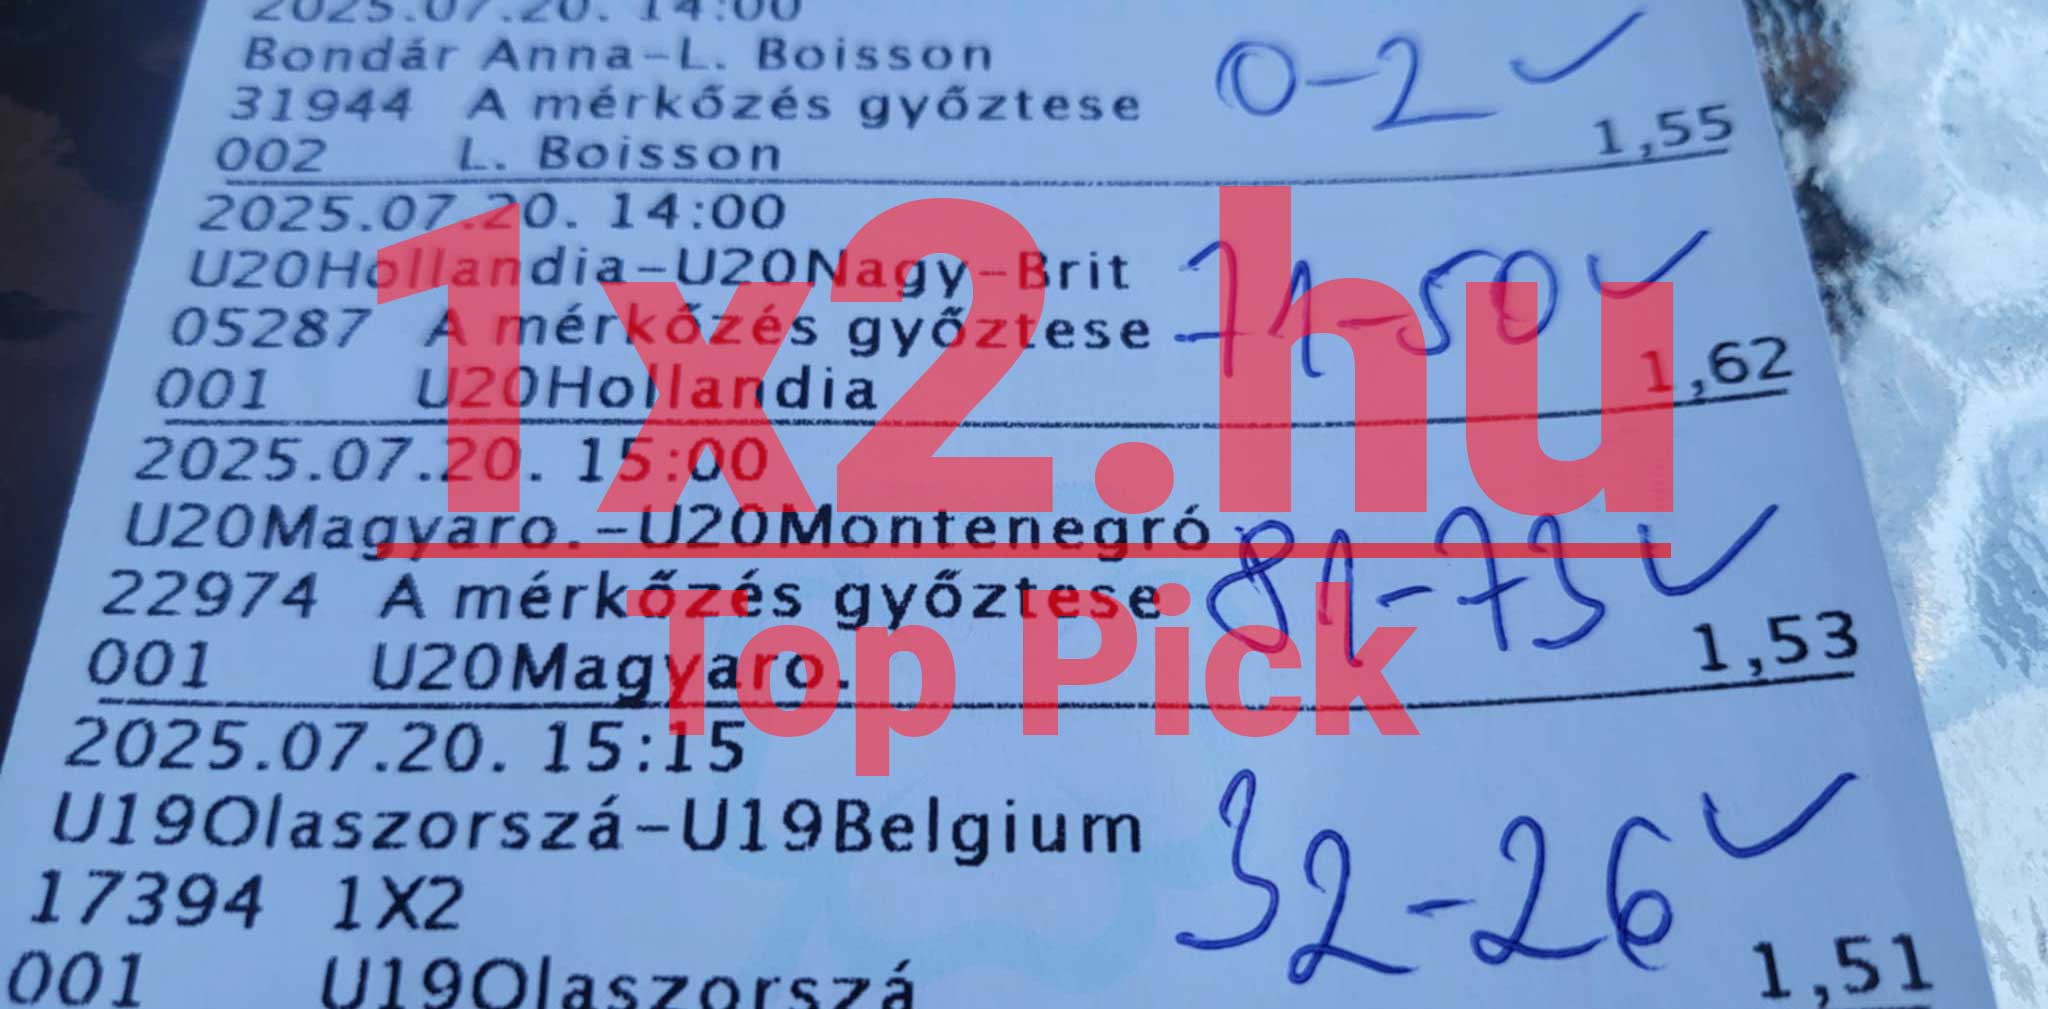 2025.07.20. 14:00
Bondár Anna-L. Boisson 0-2 ✓
31944 A mérkőzés győztese
002 L. Boisson 1,55
2025.07.20. 14:00
U20Hollandia-U20Nagy-Brit 71-50 ✓
05287 A mérkőzés győztese
001 U20Hollandia 1,62
2025.07.20. 15:00
U20Magyaro.-U20Montenegró 81-73 ✓
22974 A mérkőzés győztese
001 U20Magyaro. 1,53
2025.07.20. 15:15
U19Olaszorszá-U19Belgium 32-26 ✓
17394 1X2
001 U19Olaszorszá 1,51
1x2.hu
Top Pick